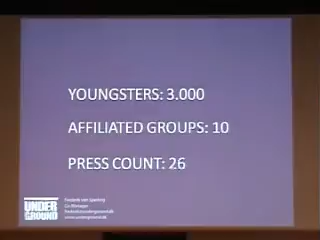 YOUNGSTERS: 3.000
AFFILIATED GROUPS: 10
PRESS COUNT: 26
UNDER
GROUND